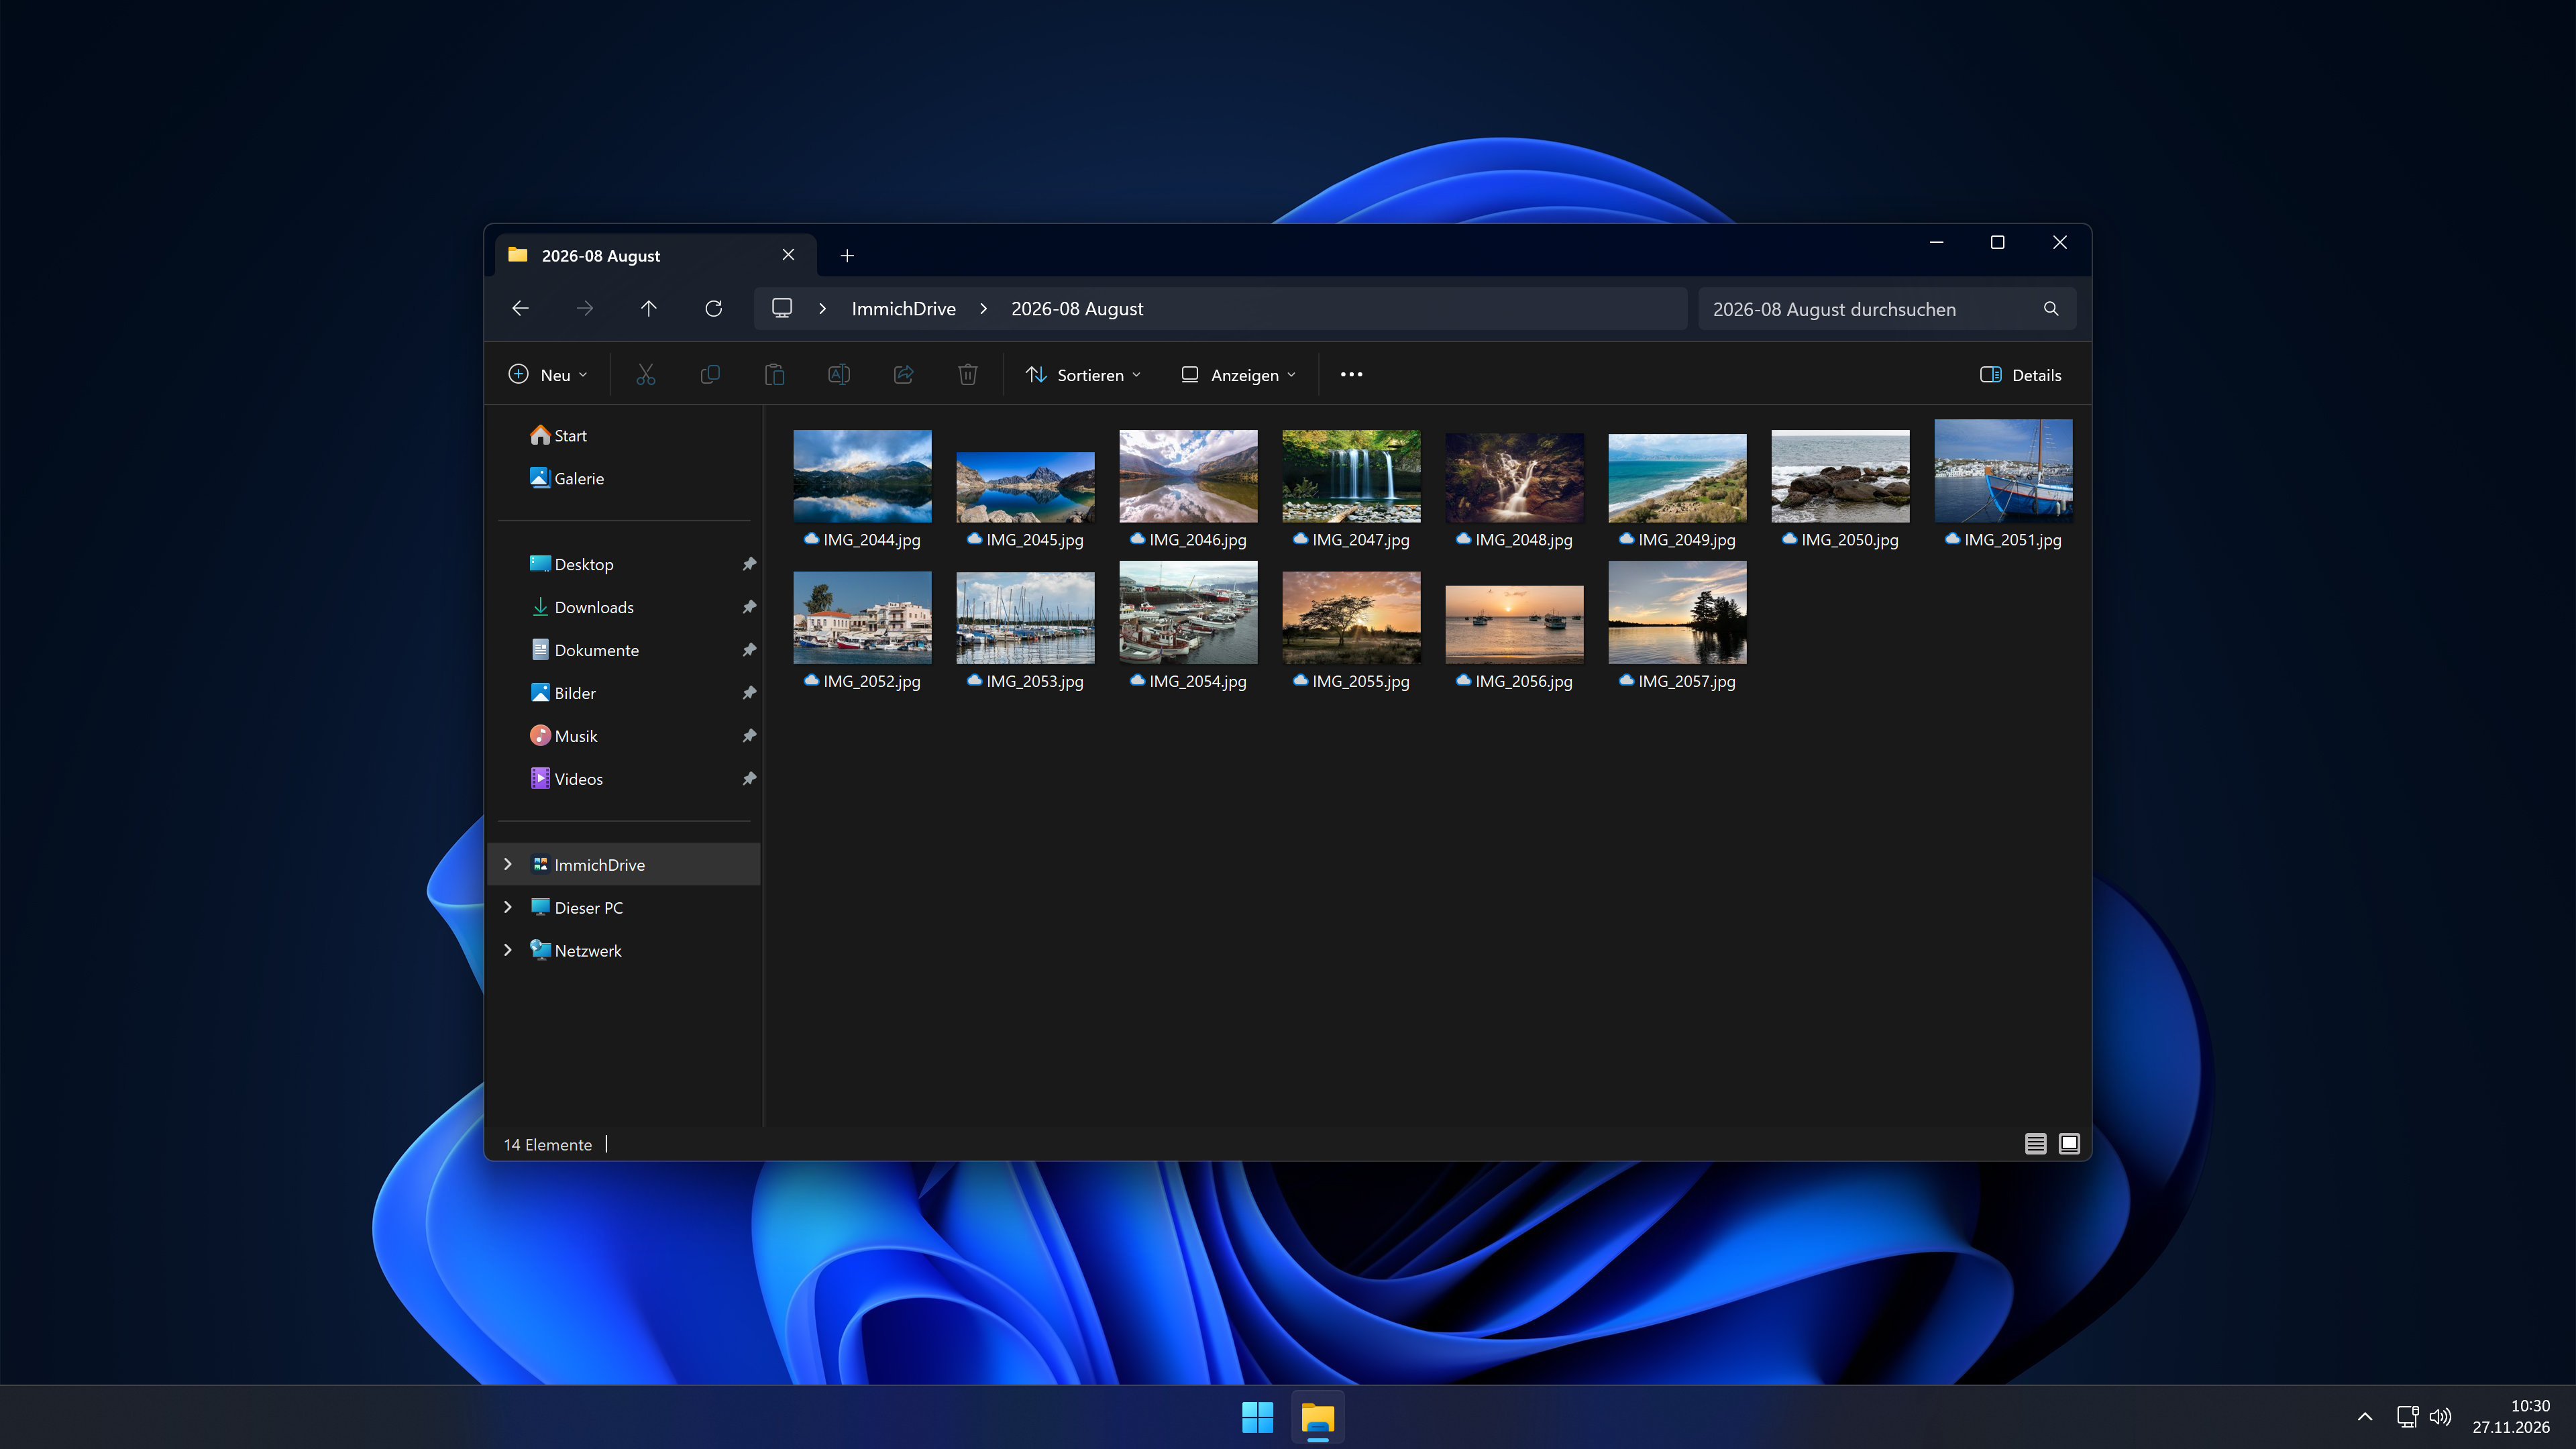 2026-08 August
ImmichDrive
2026-08 August
2026-08 August durchsuchen
Neu
Sortieren
Anzeigen
Details
Start
Galerie
Desktop
Downloads
Dokumente
Bilder
Musik
Videos
ImmichDrive
Dieser PC
Netzwerk
IMG_2044.jpg
IMG_2045.jpg
IMG_2046.jpg
IMG_2047.jpg
IMG_2048.jpg
IMG_2049.jpg
IMG_2050.jpg
IMG_2051.jpg
IMG_2052.jpg
IMG_2053.jpg
IMG_2054.jpg
IMG_2055.jpg
IMG_2056.jpg
IMG_2057.jpg
14 Elemente
10:30
27.11.2026